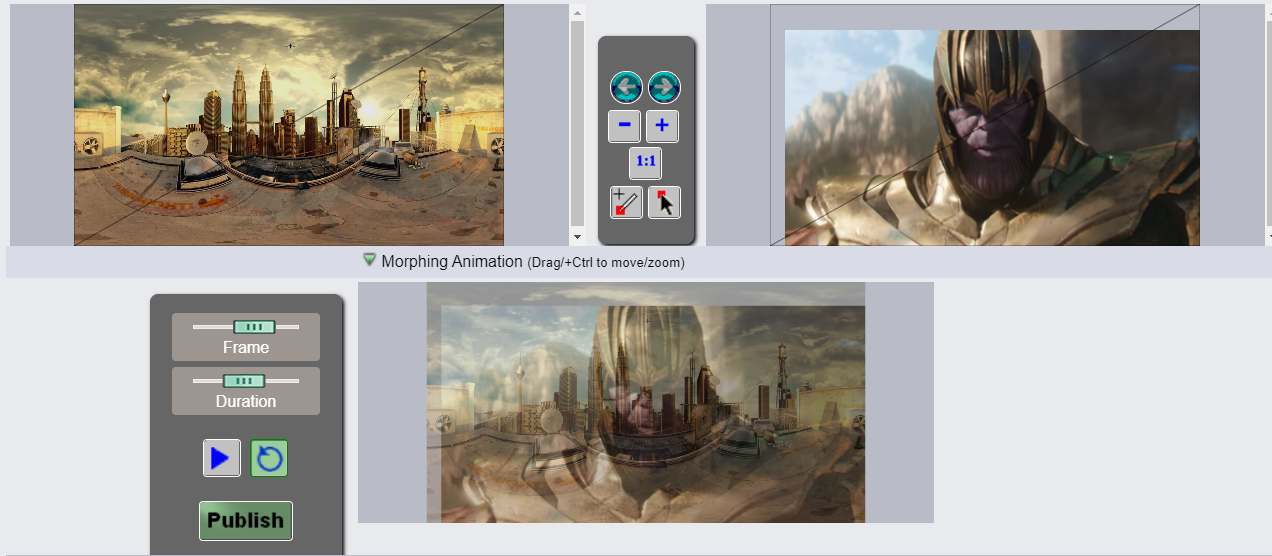 - +
1:1
Morphing Animation (Drag/+Ctrl to move/zoom)
Frame
Duration
Publish